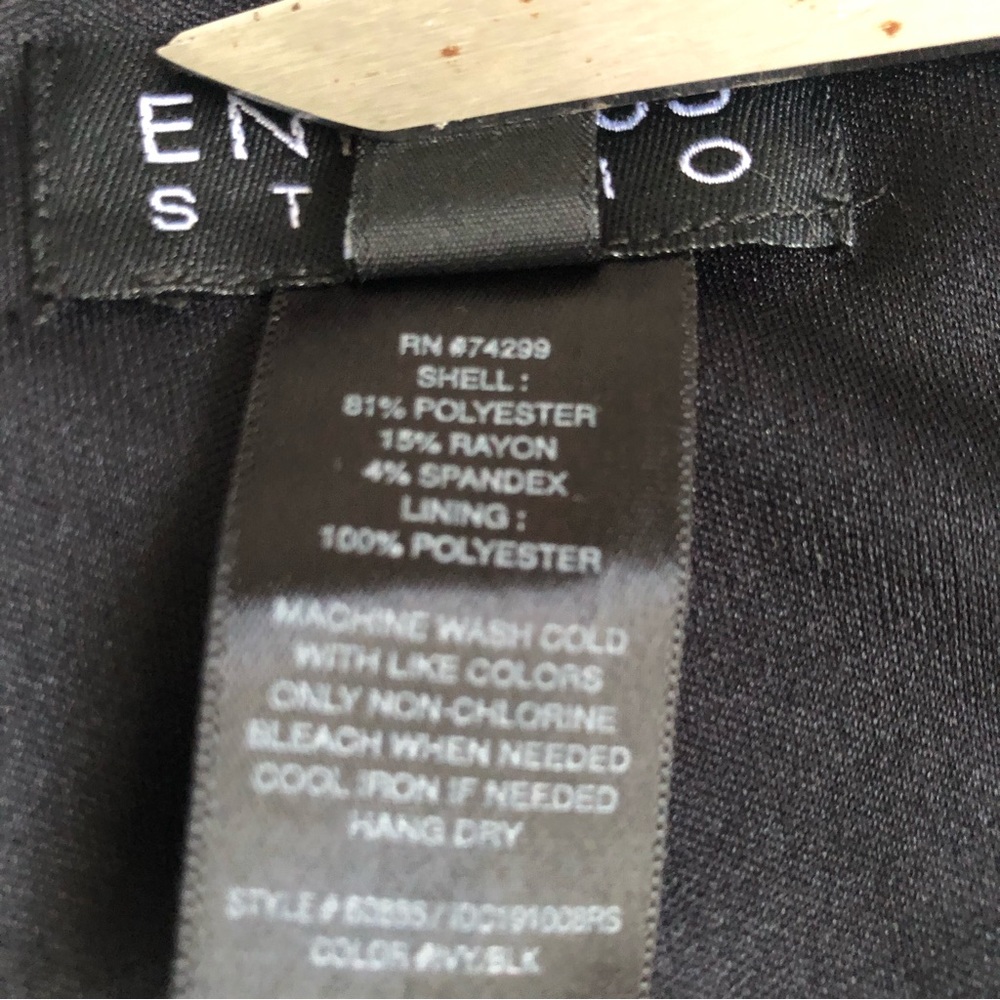 RN #74299
SHELL :
81% POLYESTER
15% RAYON
4% SPANDEX
LINING :
100% POLYESTER
MACHINE WASH COLD
WITH LIKE COLORS
ONLY NON-CHLORINE
BLEACH WHEN NEEDED
COOL IRON IF NEEDED
HANG DRY
STYLE #
COLOR